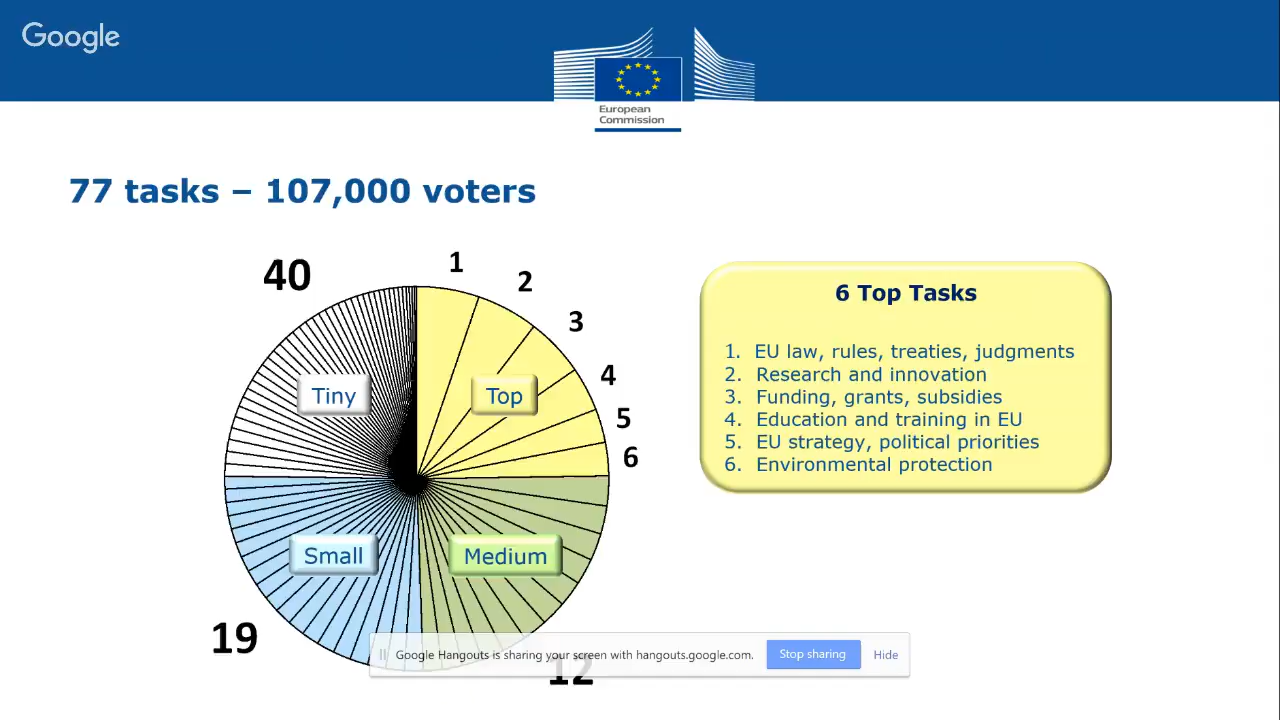 Google
European
Commission
77 tasks – 107,000 voters
40
1
2
3
4
5
6
Tiny
Top
Small
Medium
19
12
6 Top Tasks
1. EU law, rules, treaties, judgments
2. Research and innovation
3. Funding, grants, subsidies
4. Education and training in EU
5. EU strategy, political priorities
6. Environmental protection
Google Hangouts is sharing your screen with hangouts.google.com.
Stop sharing
Hide